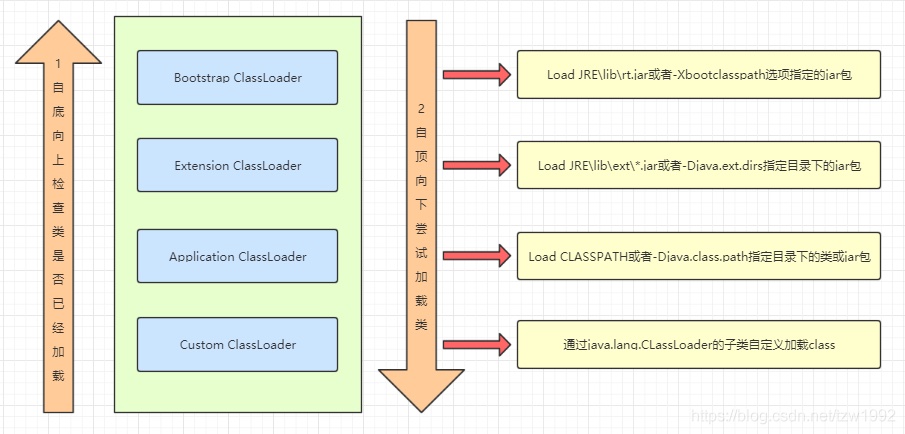 1自底向上检查类是否已经加载
Bootstrap ClassLoader
Extension ClassLoader
Application ClassLoader
Custom ClassLoader
2自顶向下尝试加载类
Load JRE\lib\rt.jar或者-Xbootclasspath选项指定的jar包
Load JRE\lib\ext\*.jar或者-Djava.ext.dirs指定目录下的jar包
Load CLASSPATH或者-Djava.class.path指定目录下的类或jar包
通过java.lang.CLassLoader的子类自定义加载class
https://blog.csdn.net/tzw1992